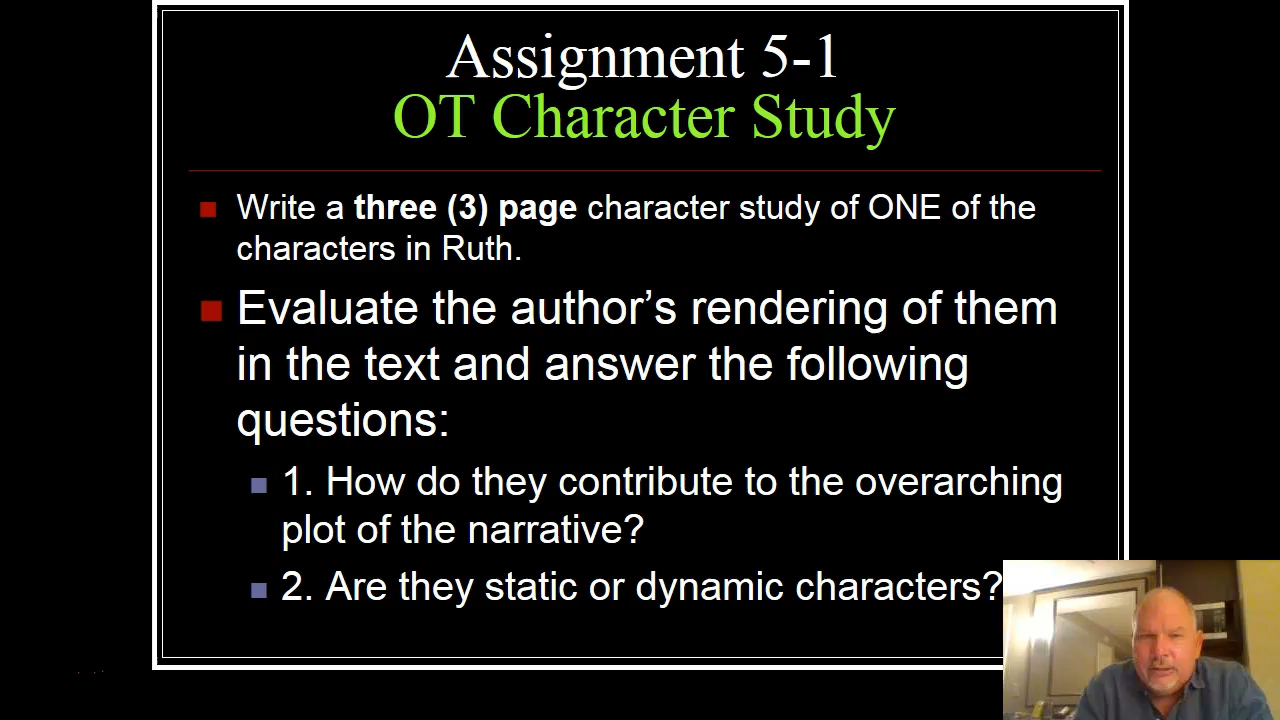 Assignment 5-1
OT Character Study
Write a three (3) page character study of ONE of the
characters in Ruth.
Evaluate the author’s rendering of them
in the text and answer the following
questions:
1. How do they contribute to the overarching
plot of the narrative?
2. Are they static or dynamic characters?